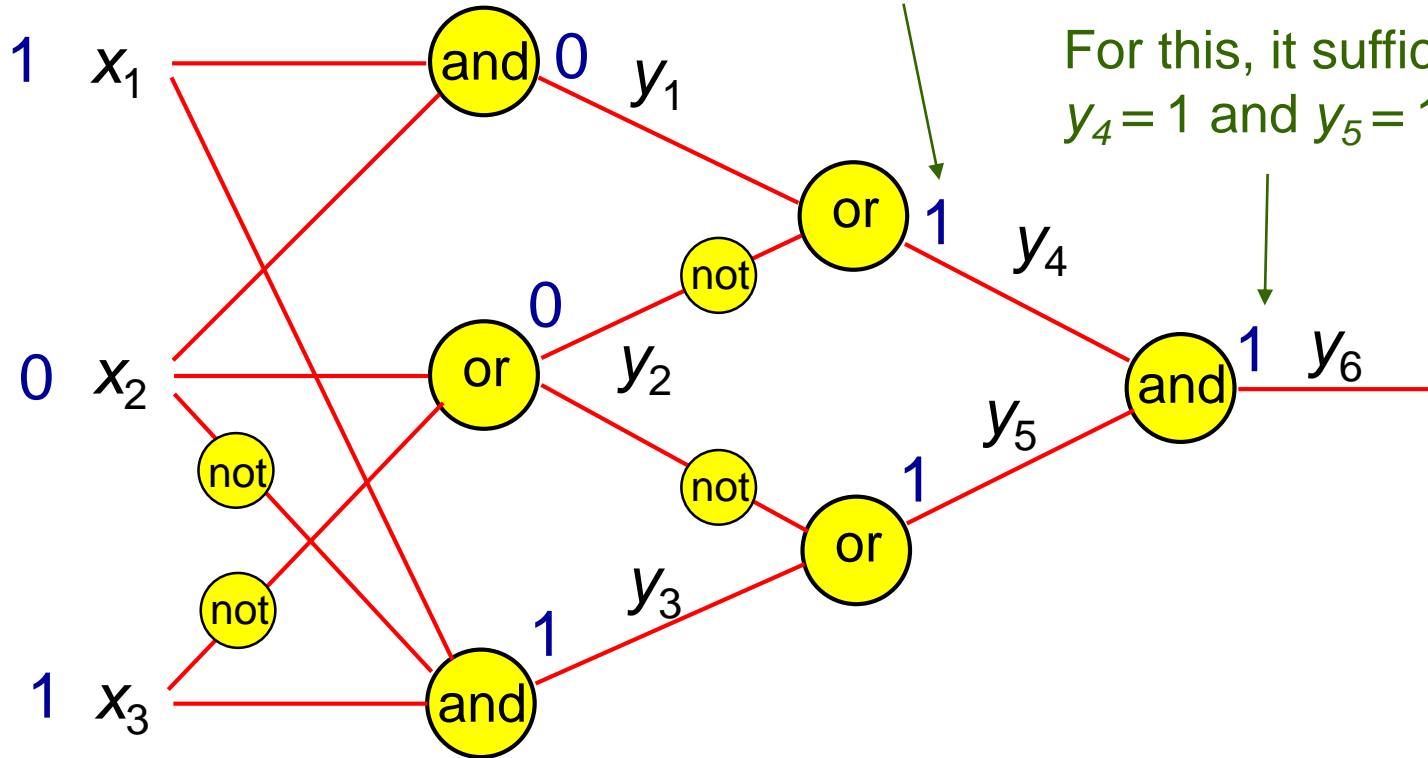 For this, it suffic
y4 = 1 and y5 = 1
1 x1
and 0
y1
or 1
y4
not
0
y2
0 x2
or
and 1
y6
y5
not
not
1
or
not
y3
1
1 x3
and